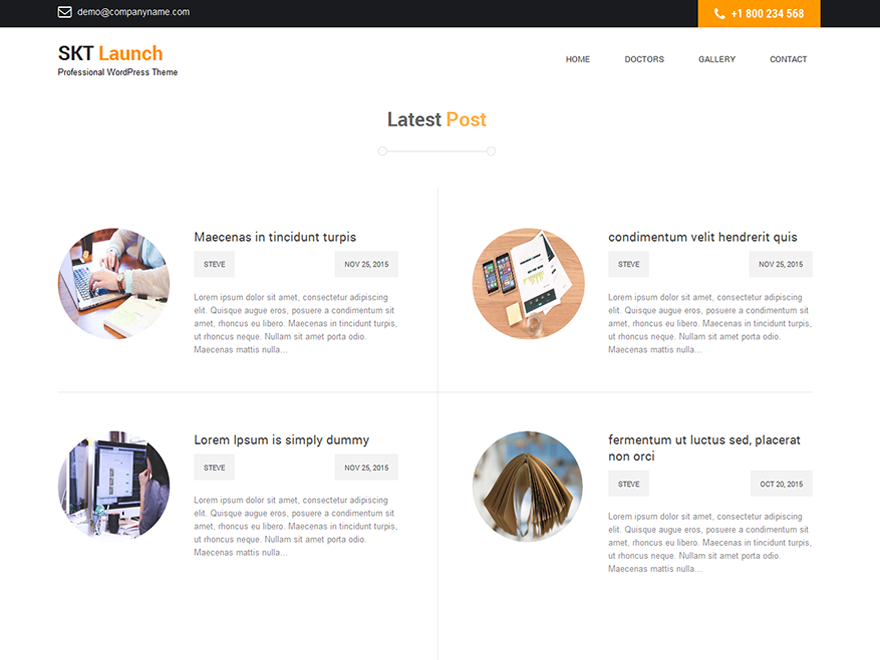 demo@companyname.com
+1 800 234 568
SKT Launch
Professional WordPress Theme
HOME DOCTORS GALLERY CONTACT
Latest Post
Maecenas in tincidunt turpis
STEVE NOV 25, 2015
Lorem ipsum dolor sit amet, consectetur adipiscing
elit. Quisque augue eros, posuere a condimentum sit
amet, rhoncus eu libero. Maecenas in tincidunt turpis,
ut rhoncus neque. Nullam sit amet porta odio.
Maecenas mattis nulla...
condimentum velit hendrerit quis
STEVE NOV 25, 2015
Lorem ipsum dolor sit amet, consectetur adipiscing
elit. Quisque augue eros, posuere a condimentum sit
amet, rhoncus eu libero. Maecenas in tincidunt turpis,
ut rhoncus neque. Nullam sit amet porta odio.
Maecenas mattis nulla...
Lorem Ipsum is simply dummy
STEVE NOV 25, 2015
Lorem ipsum dolor sit amet, consectetur adipiscing
elit. Quisque augue eros, posuere a condimentum sit
amet, rhoncus eu libero. Maecenas in tincidunt turpis,
ut rhoncus neque. Nullam sit amet porta odio.
Maecenas mattis nulla...
fermentum ut luctus sed, placerat
non orci
STEVE OCT 20, 2015
Lorem ipsum dolor sit amet, consectetur adipiscing
elit. Quisque augue eros, posuere a condimentum sit
amet, rhoncus eu libero. Maecenas in tincidunt turpis,
ut rhoncus neque. Nullam sit amet porta odio.
Maecenas mattis nulla...